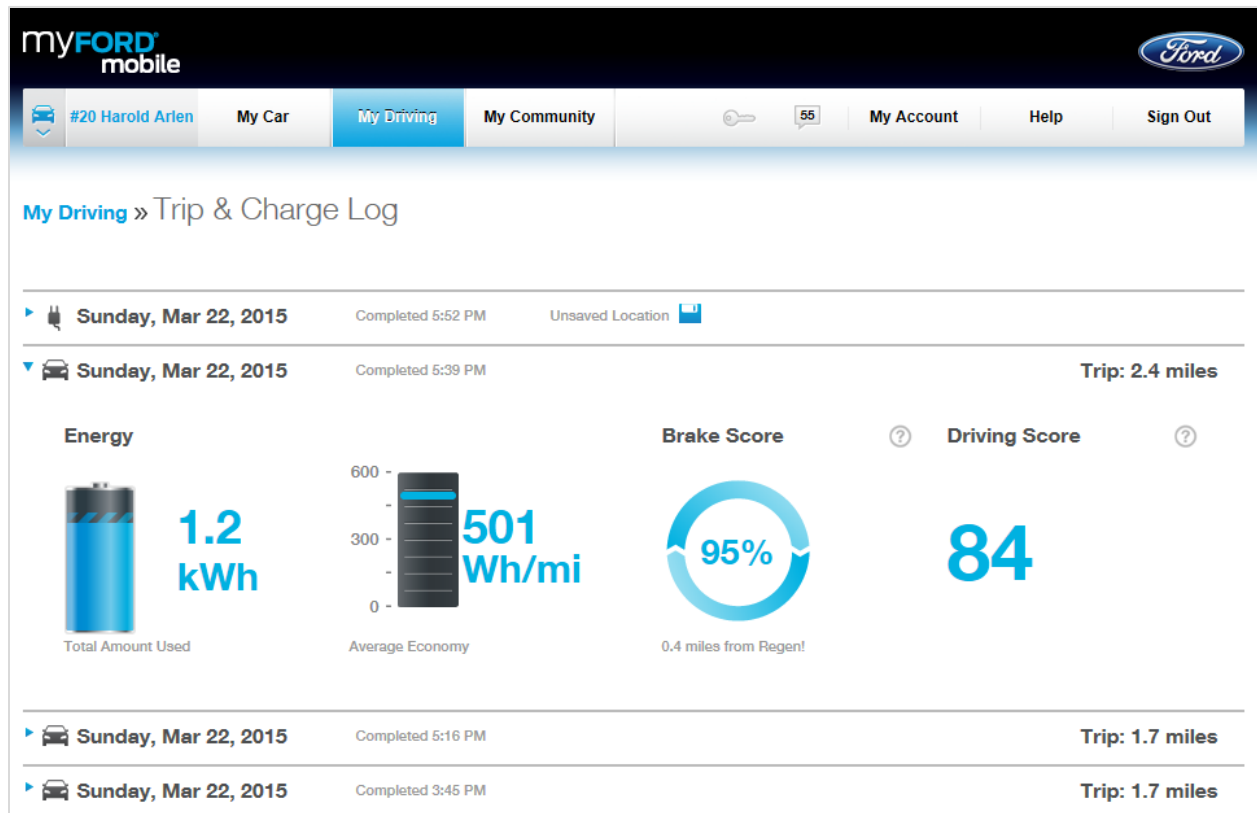 myFORD
mobile
Ford
#20 Harold Arlen My Car My Driving My Community 55 My Account Help Sign Out
My Driving » Trip & Charge Log
Sunday, Mar 22, 2015 Completed 5:52 PM Unsaved Location
Sunday, Mar 22, 2015 Completed 5:39 PM Trip: 2.4 miles
Energy Brake Score ? Driving Score ?
600 -
-
300 -
-
0 -
1.2
kWh
501
Wh/mi
95%
84
Total Amount Used Average Economy 0.4 miles from Regen!
Sunday, Mar 22, 2015 Completed 5:16 PM Trip: 1.7 miles
Sunday, Mar 22, 2015 Completed 3:45 PM Trip: 1.7 miles